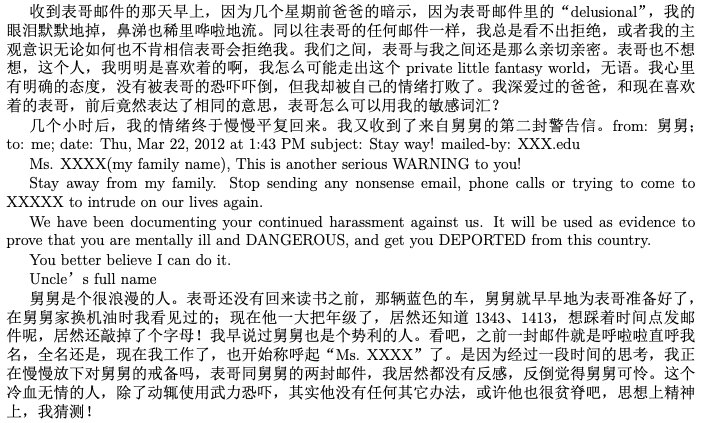 收到表哥邮件的那天早上，因为几个星期前爸爸的暗示，因为表哥邮件里的“delusional”，我的
眼泪默默地掉，鼻涕也稀里哗啦地流。同以往表哥的任何邮件一样，我总是看不出拒绝，或者我的主
观意识无论如何也不肯相信表哥会拒绝我。我们之间，表哥与我之间还是那么亲切亲密。表哥也不想
想，这个人，我明明是喜欢着的啊，我怎么可能走出这个 private little fantasy world，无语。我心里
有明确的态度，没有被表哥的恐吓吓倒，但我却被自己的情绪打败了。我深爱过的爸爸，和现在喜欢
着的表哥，前后竟然表达了相同的意思，表哥怎么可以用我的敏感词汇？
几个小时后，我的情绪终于慢慢平复回来。我又收到了来自舅舅的第二封警告信。from: 舅舅；
to: me; date: Thu, Mar 22, 2012 at 1:43 PM subject: Stay way! mailed-by: XXX.edu
Ms. XXXX(my family name), This is another serious WARNING to you!
Stay away from my family. Stop sending any nonsense email, phone calls or trying to come to
XXXXX to intrude on our lives again.
We have been documenting your continued harassment against us. It will be used as evidence to
prove that you are mentally ill and DANGEROUS, and get you DEPORTED from this country.
You better believe I can do it.
Uncle’s full name
舅舅是个很浪漫的人。表哥还没有回来读书之前，那辆蓝色的车，舅舅就早早地为表哥准备好了，
在舅舅家换机油时我看见过的；现在他一大把年级了，居然还知道 1343、1413，想踩着时间点发邮
件呢，居然还敲掉了个字母！我早说过舅舅也是个势利的人。看吧，之前一封邮件就是呼啦啦直呼我
名，全名还是，现在我工作了，也开始称呼起“Ms. XXXX”了。是因为经过一段时间的思考，我正
在慢慢放下对舅舅的戒备吗，表哥同舅舅的两封邮件，我居然都没有反感，反倒觉得舅舅可怜。这个
冷血无情的人，除了动辄使用武力恐吓，其实他没有任何其它办法，或许他也很贫脊吧，思想上精神
上，我猜测！